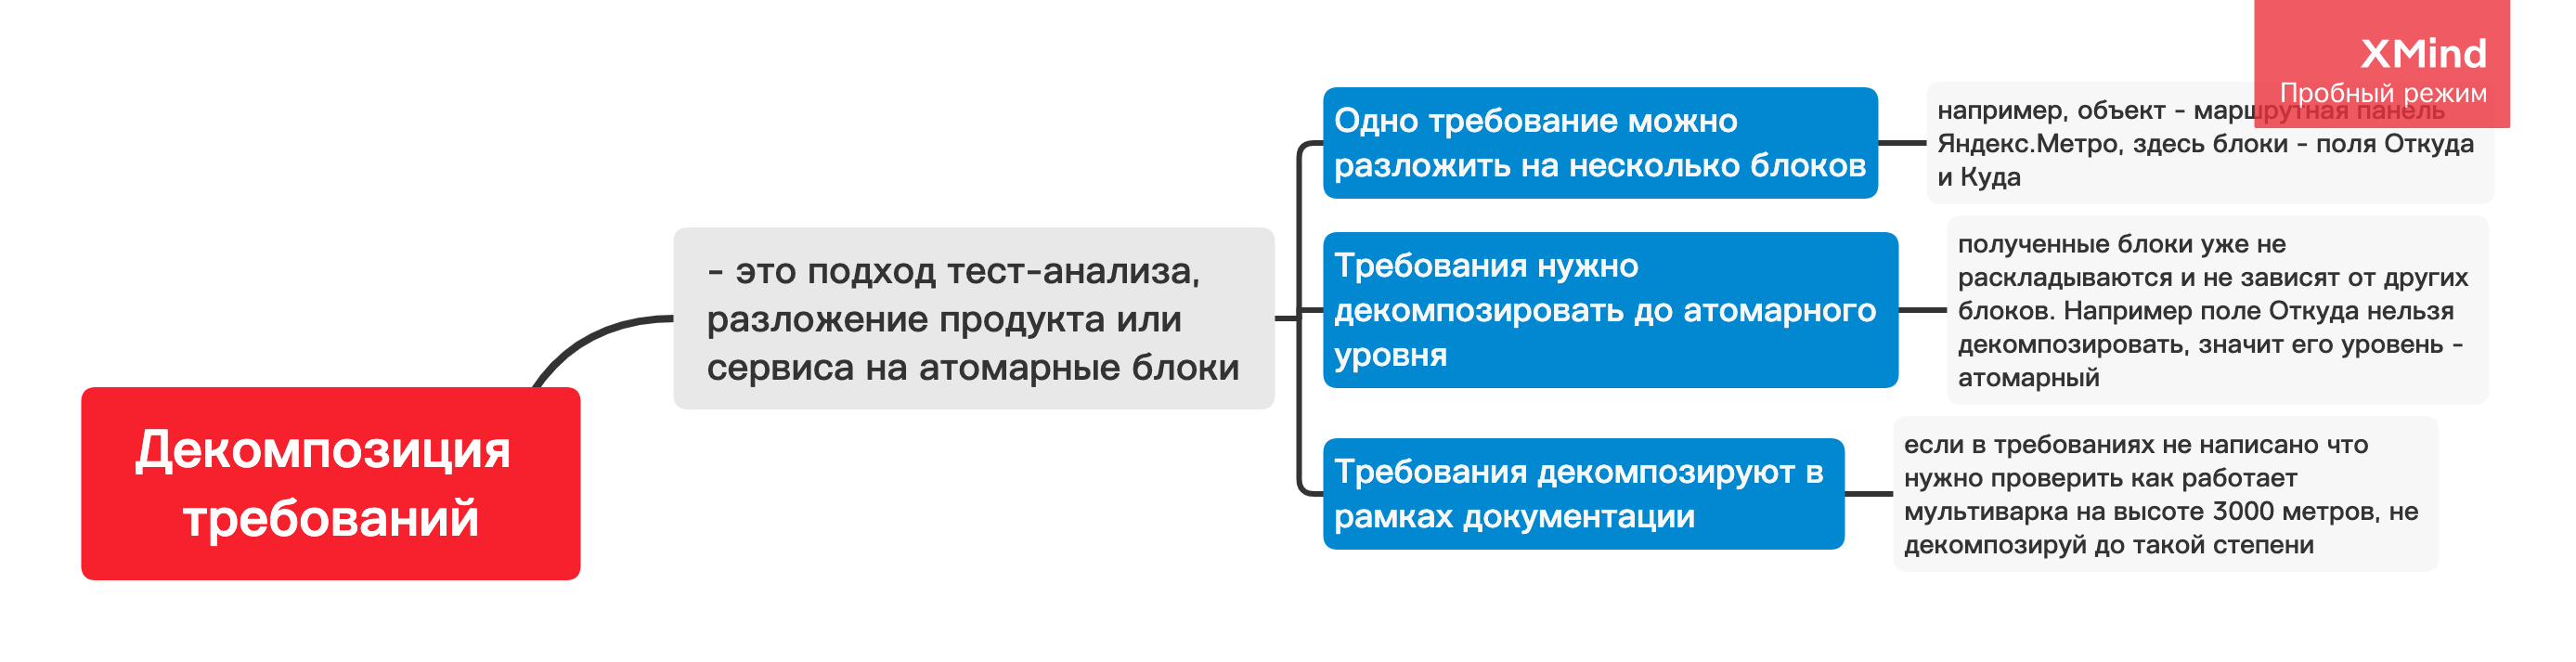 XMind
Пробный режим
Декомпозиция
требований
- это подход тест-анализа,
разложение продукта или
сервиса на атомарные блоки
Одно требование можно
разложить на несколько блоков
например, объект - маршрутная панель
Яндекс.Метро, здесь блоки - поля Откуда
и Куда
Требования нужно
декомпозировать до атомарного
уровня
полученные блоки уже не
раскладываются и не зависят от других
блоков. Например поле Откуда нельзя
декомпозировать, значит его уровень -
атомарный
Требования декомпозируют в
рамках документации
если в требованиях не написано что
нужно проверить как работает
мультиварка на высоте 3000 метров, не
декомпозируй до такой степени